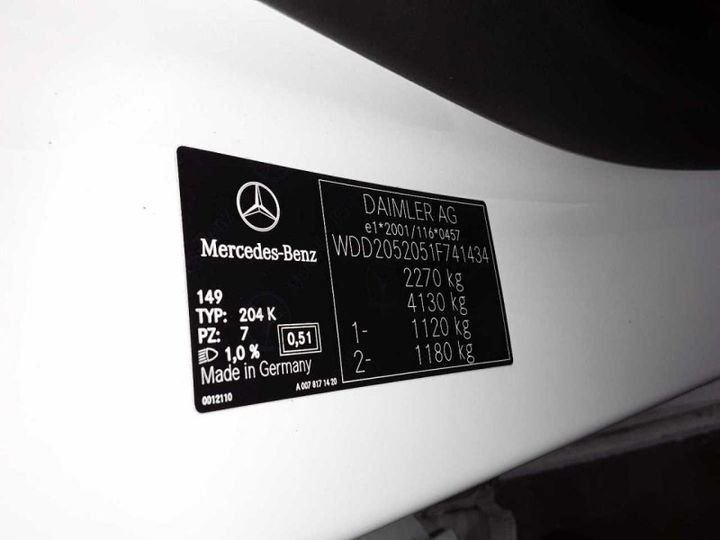 Mercedes-Benz
149
TYP: 204 K
PZ: 7
1,0 %
0,51
Made in Germany
0012110
A 007 817 14 20
DAIMLER AG
e1*2001/116*0457
WDD2052051F741434
2270 kg
4130 kg
1- 1120 kg
2- 1180 kg